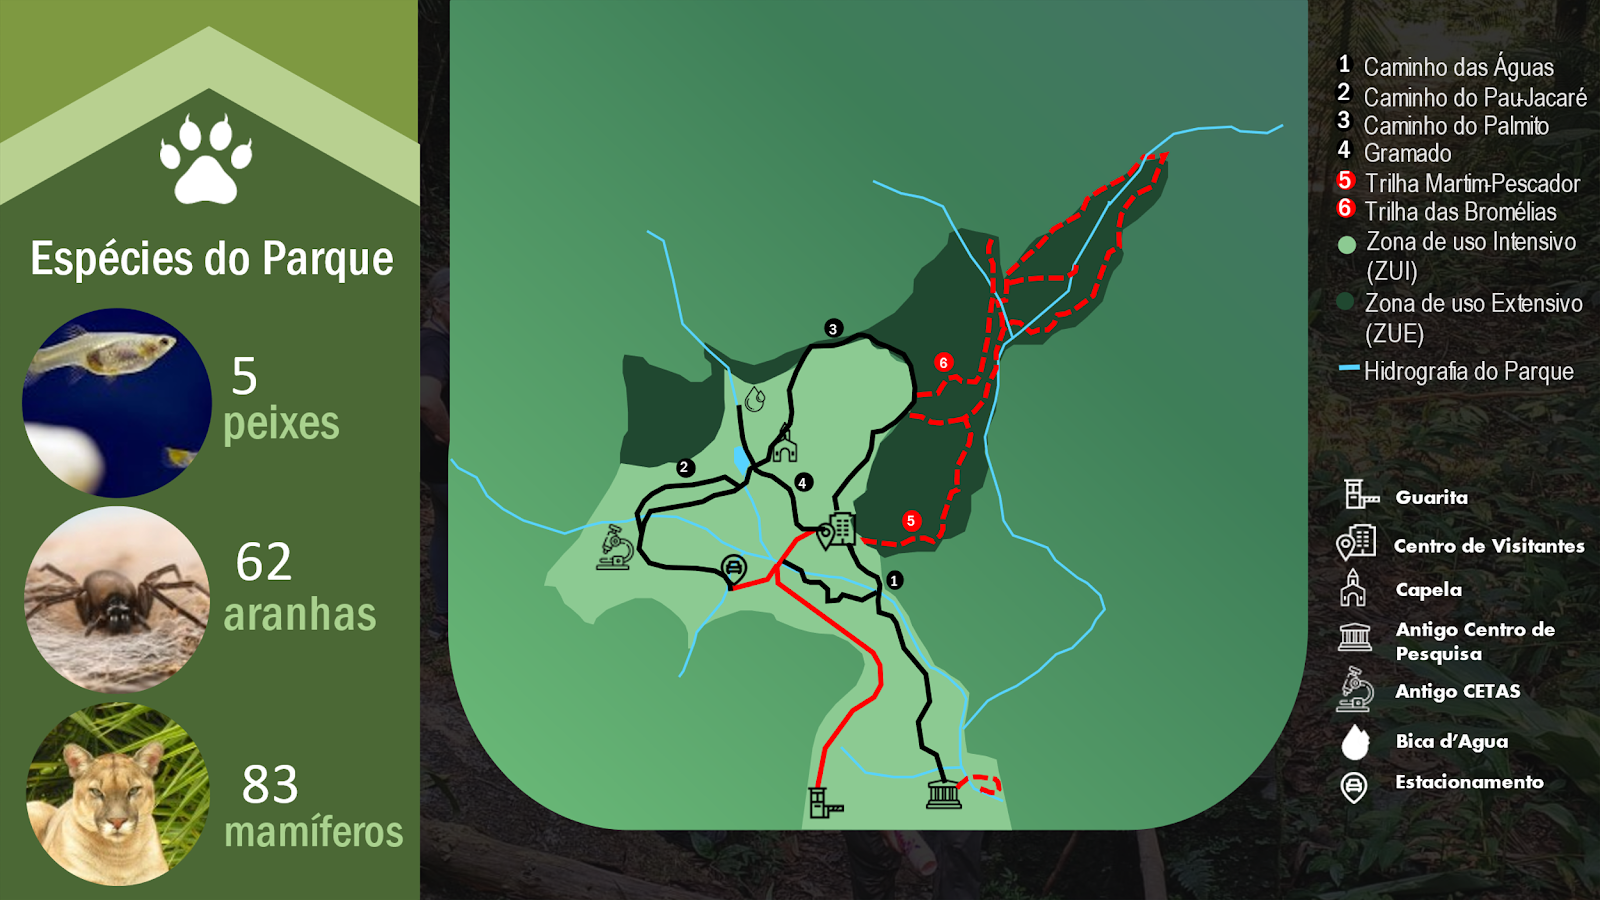 Espécies do Parque
5
peixes
62
aranhas
83
mamíferos
3
6
2
4
5
1
1 Caminho das Águas
2 Caminho do Pau-Jacaré
3 Caminho do Palmito
4 Gramado
5 Trilha Martim-Pescador
6 Trilha das Bromélias
Zona de uso Intensivo
(ZUI)
Zona de uso Extensivo
(ZUE)
Hidrografia do Parque
Guarita
Centro de Visitantes
Capela
Antigo Centro de
Pesquisa
Antigo CETAS
Bica d'Agua
Estacionamento